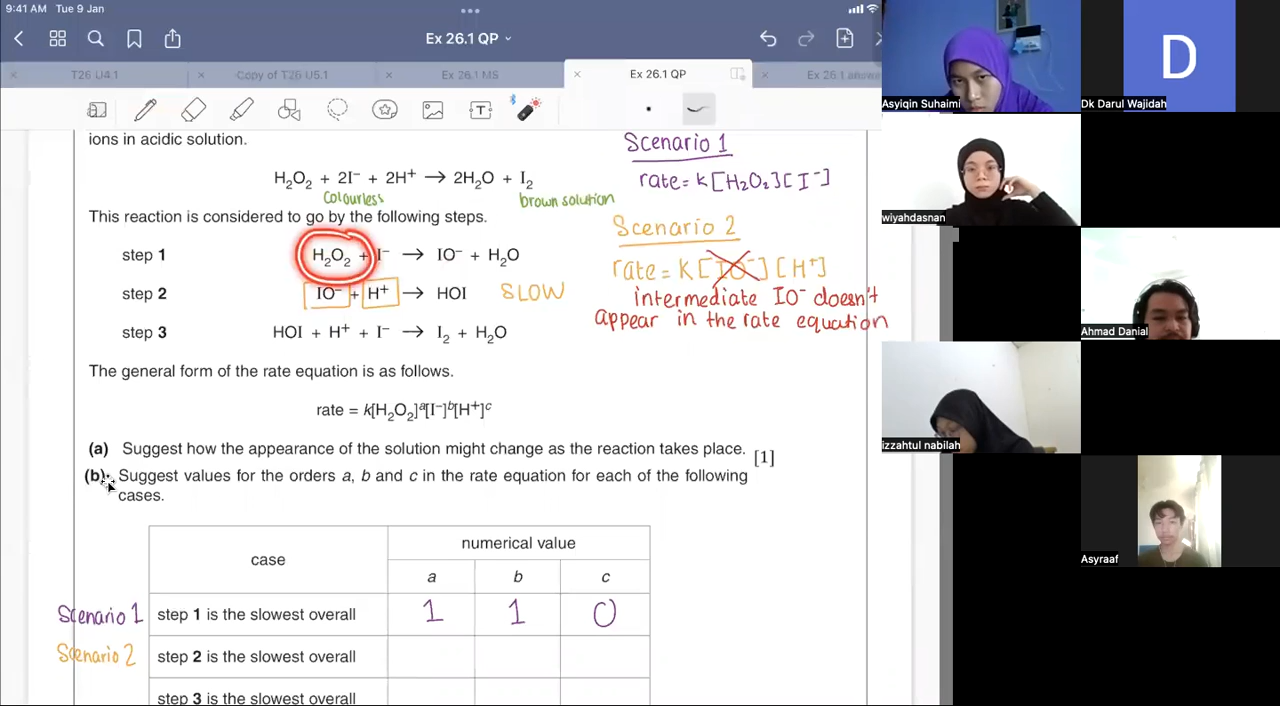 9:41 AM Tue 9 Jan
Ex 26.1 QP
T26 U4.1
Copy of T26 U5.1
Ex 26.1 MS
Ex 26.1 QP
Ex 26.1 answe
ions in acidic solution.
H₂O₂ + 2I⁻ + 2H⁺ → 2H₂O + I₂
colourless
brown solution
This reaction is considered to go by the following steps.
step 1 H₂O₂ + I⁻ → IO⁻ + H₂O
step 2 IO⁻ + H⁺ → HOI SLOW
step 3 HOI + H⁺ + I⁻ → I₂ + H₂O
Scenario 1
rate = k[H₂O₂][I⁻]
Scenario 2
rate = k[IO⁻][H⁺]
intermediate IO⁻ doesn't
appear in the rate equation
The general form of the rate equation is as follows.
rate = k[H₂O₂]ᵃ[I⁻]ᵇ[H⁺]ᶜ
(a) Suggest how theappearance of the solution might change as the reaction takes place. [1]
(b) Suggest values for the orders a, b and c in the rate equation for each of the following
cases.
case
numerical value
a b c
Scenario 1 step 1 is the slowest overall 1 1 0
Scenario 2 step 2 is the slowest overall
step 3 is the slowest overall
Asyiqin Suhaimi
D
Dk Darul Wajidah
wiyahdasnan
Ahmad Danial
izzahtul nabilah
Asyraaf